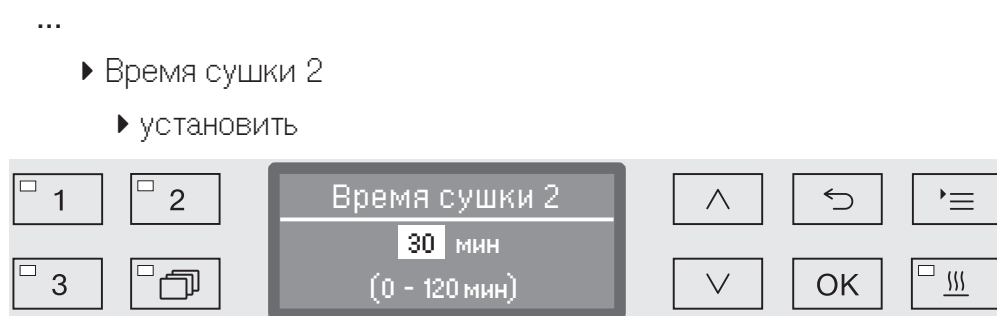 ...
▶ Время сушки 2
▶ установить
1 2 Время сушки 2
30 мин
3 (0 - 120 мин) OK